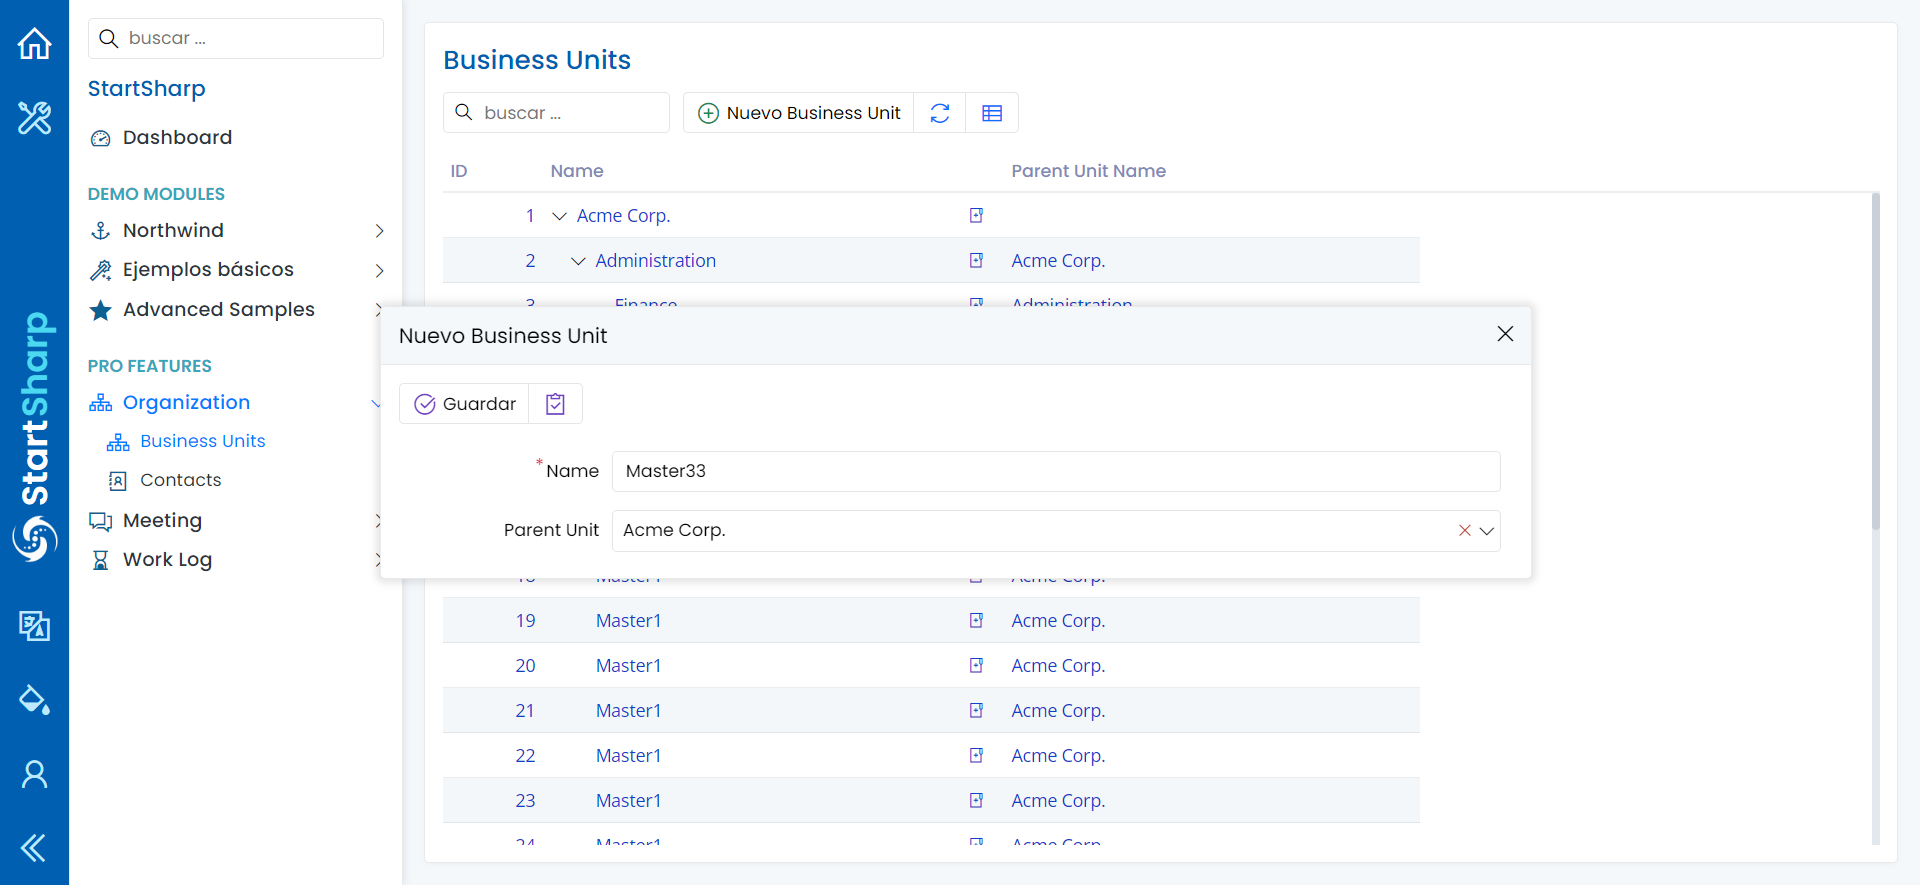 buscar ...
StartSharp
Dashboard
DEMO MODULES
Northwind
Ejemplos básicos
Advanced Samples
PRO FEATURES
Organization
Business Units
Contacts
Meeting
Work Log
StartSharp
Business Units
buscar ...
Nuevo Business Unit
ID Name Parent Unit Name
1 Acme Corp.
2 Administration Acme Corp.
3 Finance Administration
Nuevo Business Unit
Guardar
* Name Master33
Parent Unit Acme Corp.
18 Master1 Acme Corp.
19 Master1 Acme Corp.
20 Master1 Acme Corp.
21 Master1 Acme Corp.
22 Master1 Acme Corp.
23 Master1 Acme Corp.
24 Master1 Acme Corp.